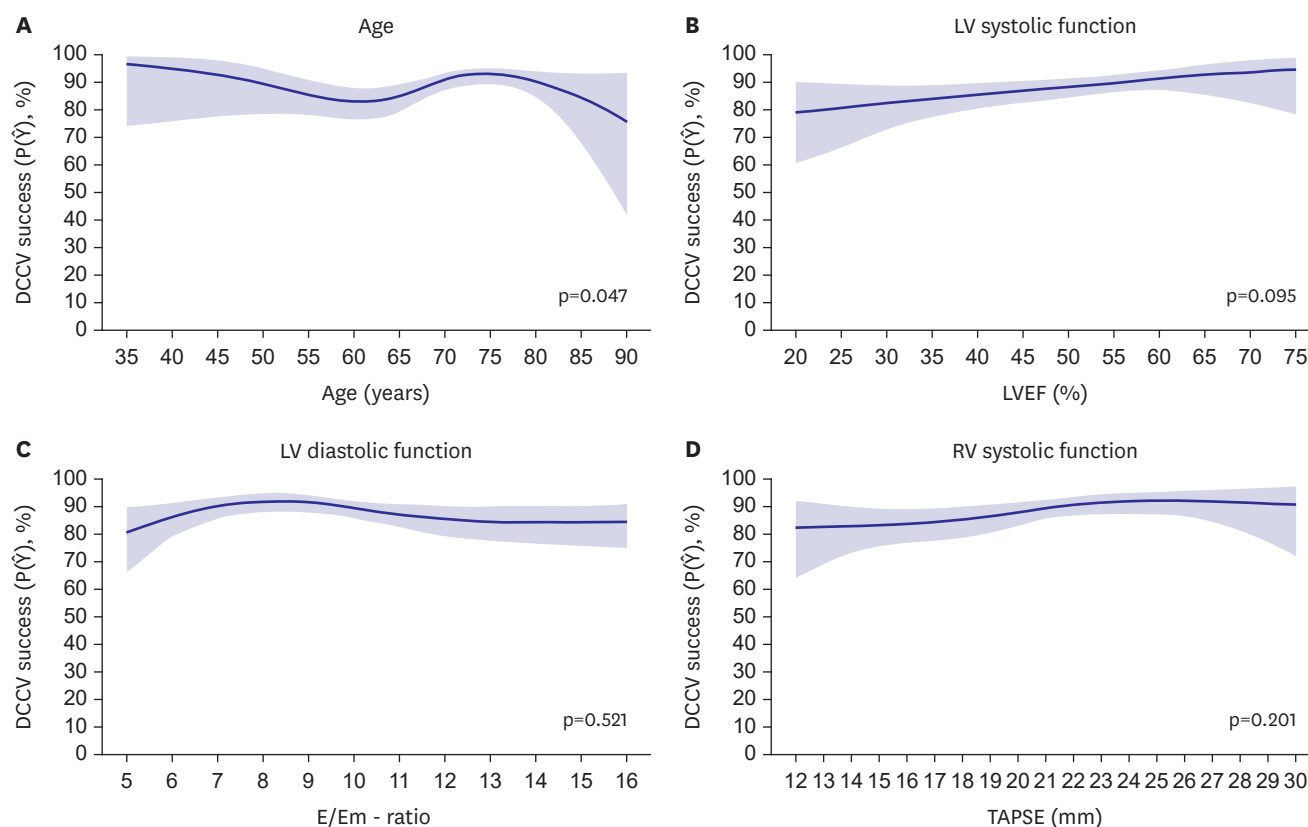 A
Age
DCCV success (P(Ŷ), %)
100
90
80
70
60
50
40
30
20
10
0
p=0.047
35 40 45 50 55 60 65 70 75 80 85 90
Age (years)
B
LV systolic function
DCCV success (P(Ŷ), %)
100
90
80
70
60
50
40
30
20
10
0
p=0.095
20 25 30 35 40 45 50 55 60 65 70 75
LVEF (%)
C
LV diastolic function
DCCV success (P(Ŷ), %)
100
90
80
70
60
50
40
30
20
10
0
p=0.521
5 6 7 8 9 10 11 12 13 14 15 16
E/Em - ratio
D
RV systolic function
DCCV success (P(Ŷ), %)
100
90
80
70
60
50
40
30
20
10
0
p=0.201
12 13 14 15 16 17 18 19 20 21 22 23 24 25 26 27 28 29 30
TAPSE (mm)